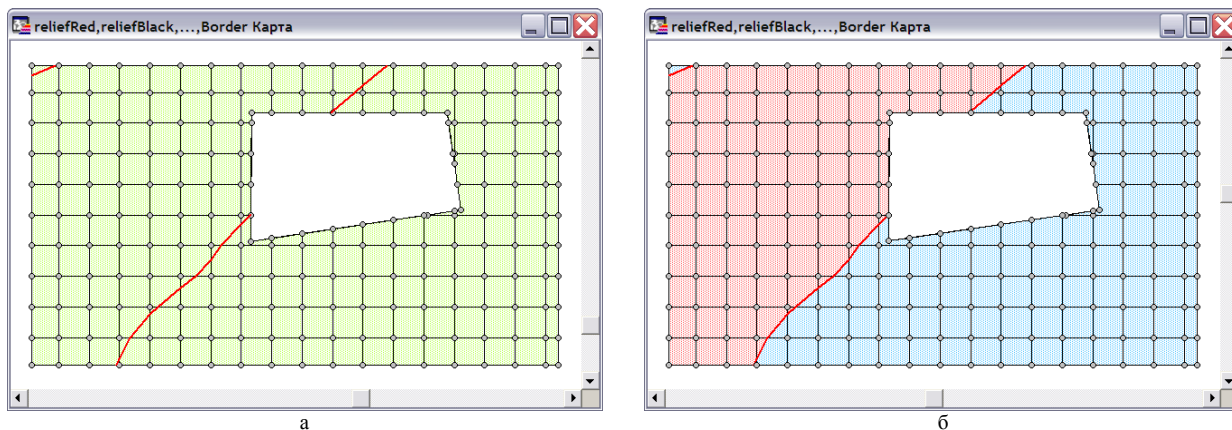 reliefRed,reliefBlack,...,Border Карта
reliefRed,reliefBlack,...,Border Карта
а
б